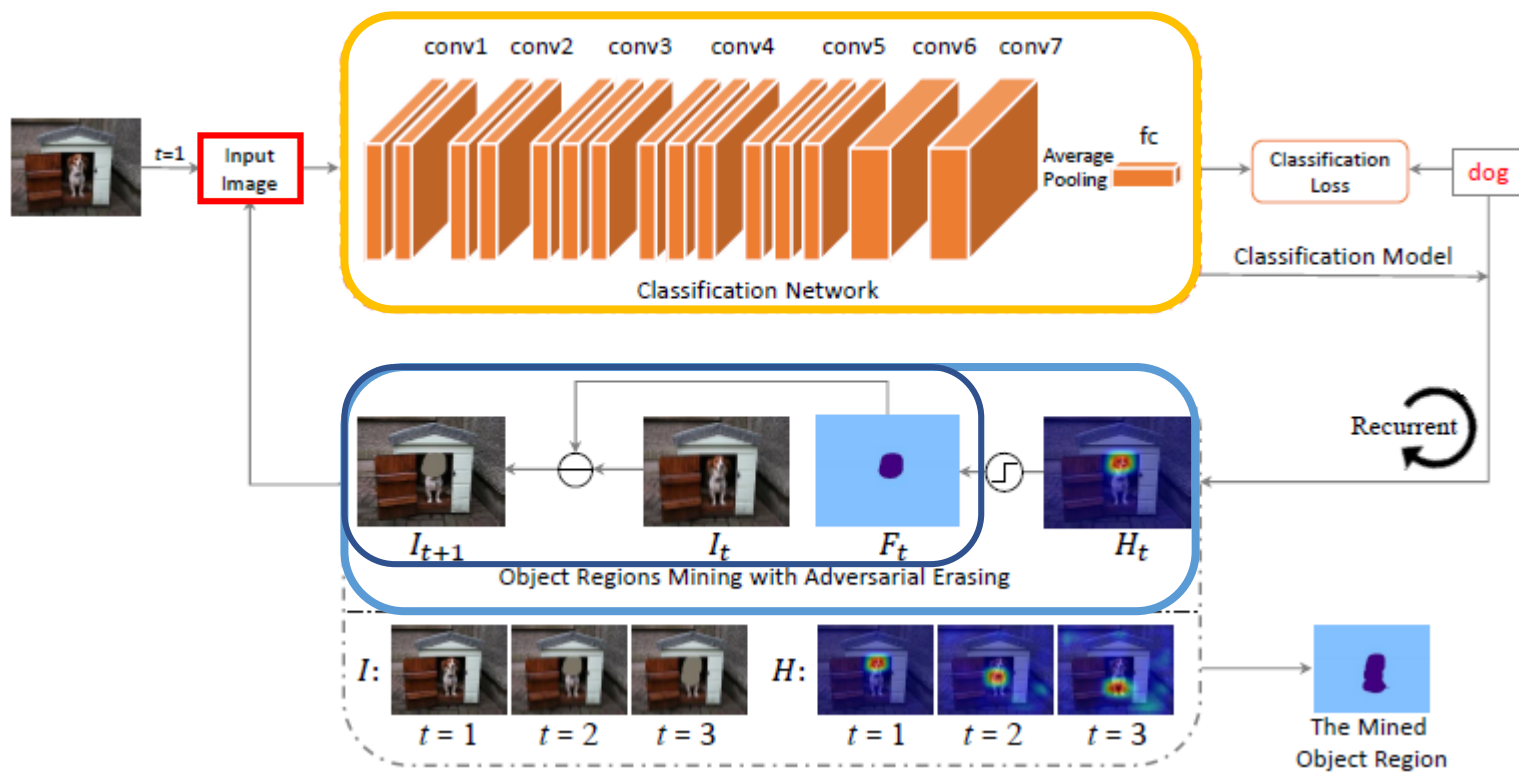 conv1 conv2 conv3 conv4 conv5 conv6 conv7
t=1
Input
Image
Average
Pooling
fc
Classification
Loss
dog
Classification Network
Classification Model
Recurrent
I_{t+1} I_t F_t H_t
Object Regions Mining with Adversarial Erasing
I: H:
t = 1 t = 2 t = 3 t = 1 t = 2 t = 3
The Mined
Object Region